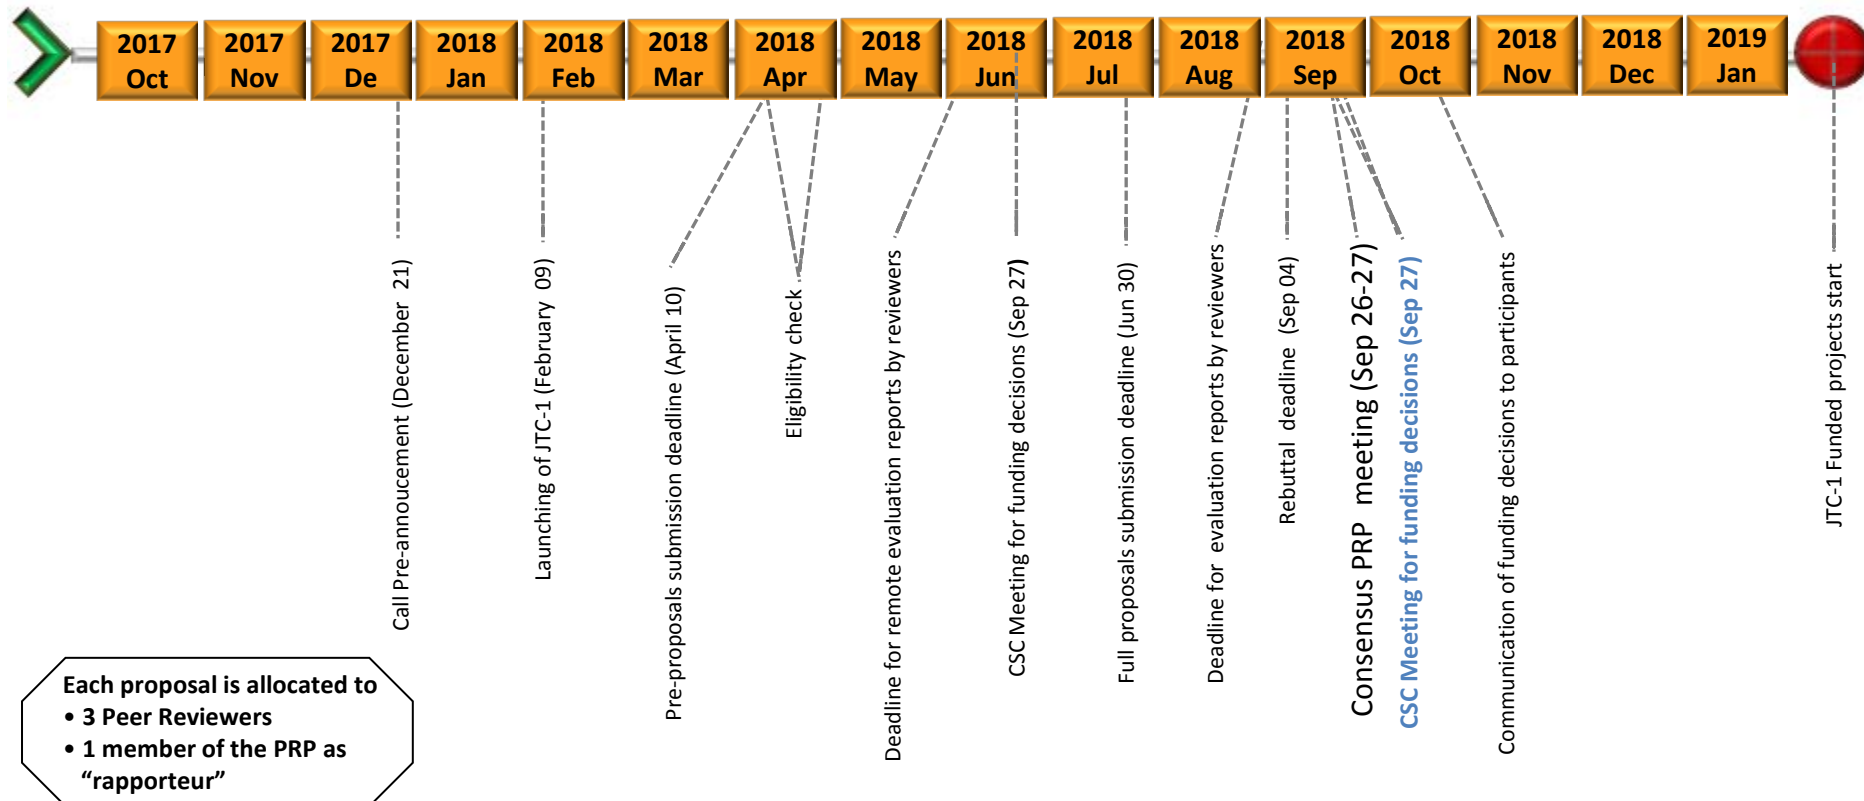 2017
Oct
2017
Nov
2017
De
2018
Jan
2018
Feb
2018
Mar
2018
Apr
2018
May
2018
Jun
2018
Jul
2018
Aug
2018
Sep
2018
Oct
2018
Nov
2018
Dec
2019
Jan
Call Pre-annoucement (December 21)
Launching of JTC-1 (February 09)
Pre-proposals submission deadline (April 10)
Eligibility check
Deadline for remote evaluation reports by reviewers
CSC Meeting for funding decisions (Sep 27)
Full proposals submission deadline (Jun 30)
Deadline for evaluation reports by reviewers
Rebuttal deadline (Sep 04)
Consensus PRP meeting (Sep 26-27)
CSC Meeting for funding decisions (Sep 27)
Communication of funding decisions to participants
JTC-1 Funded projects start
Each proposal is allocated to
• 3 Peer Reviewers
• 1 member of the PRP as
“rapporteur”